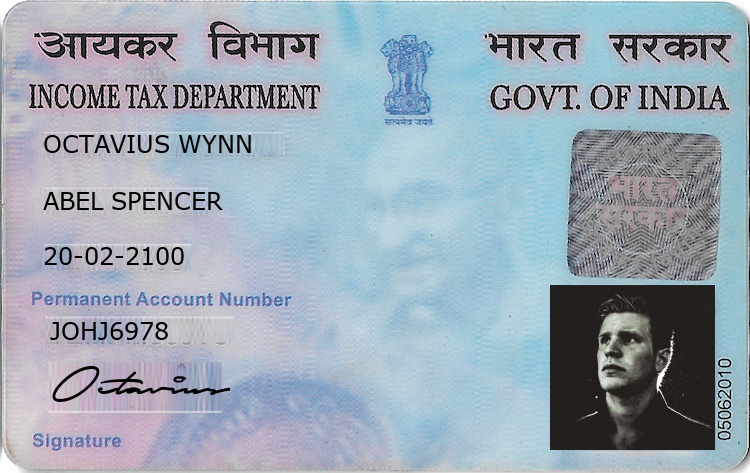 आयकर विभाग
भारत सरकार
INCOME TAX DEPARTMENT
GOVT. OF INDIA
सत्यमेव जयते
OCTAVIUS WYNN
ABEL SPENCER
भारत
सरकार
20-02-2100
Permanent Account Number
JOHJ6978
Octavius
Signature
05062010